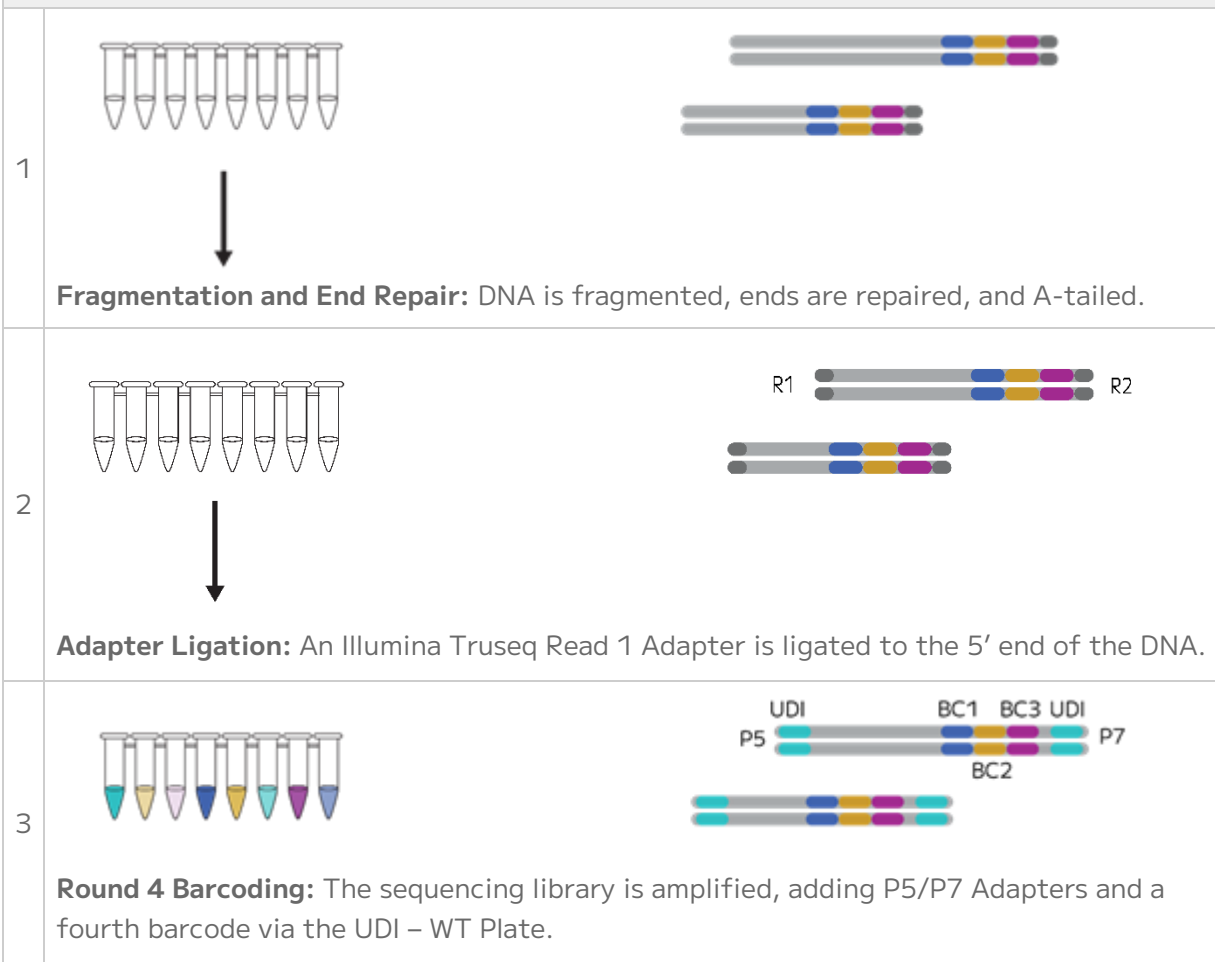 1
Fragmentation and End Repair: DNA is fragmented, ends are repaired, and A-tailed.
R1
R2
2
Adapter Ligation: An Illumina Truseq Read 1 Adapter is ligated to the 5′ end of the DNA.
UDI
BC1
BC3
UDI
P5
P7
BC2
3
Round 4 Barcoding: The sequencing library is amplified, adding P5/P7 Adapters and a
fourth barcode via the UDI – WT Plate.